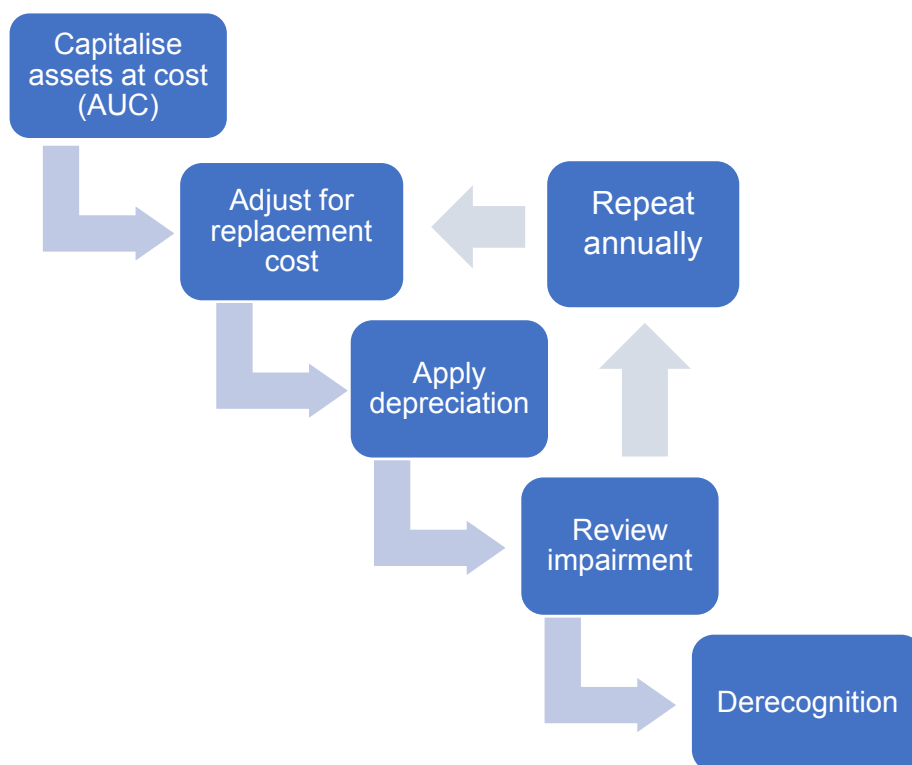 Capitalise
assets at cost
(AUC)
Adjust for
replacement
cost
Repeat
annually
Apply
depreciation
Review
impairment
Derecognition